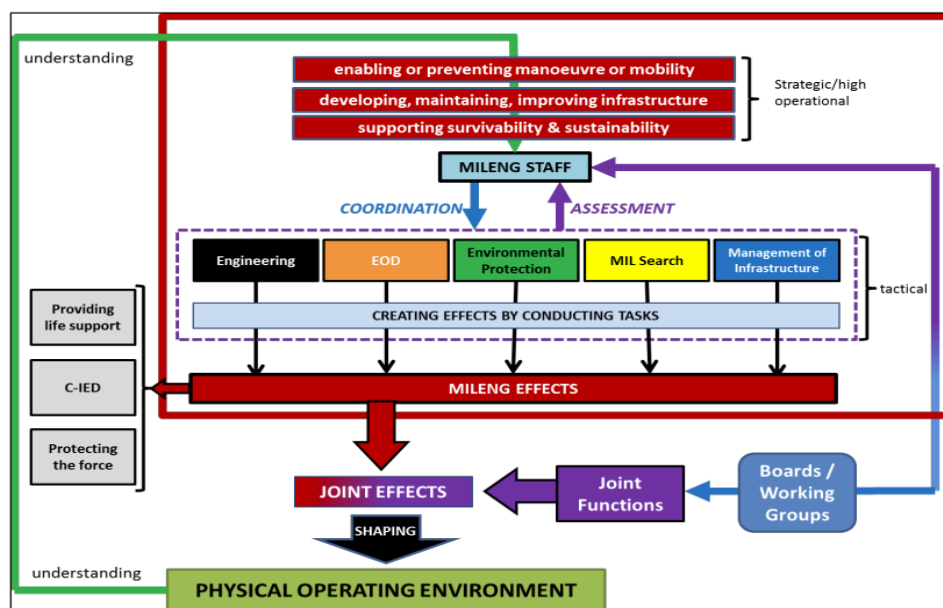 understanding
enabling or preventing manoeuvre or mobility
developing, maintaining, improving infrastructure
supporting survivability & sustainability
Strategic/high
operational
MILENG STAFF
COORDINATION
ASSESSMENT
Engineering
EOD
Environmental
Protection
MIL Search
Management of
Infrastructure
tactical
CREATING EFFECTS BY CONDUCTING TASKS
Providing
life support
C-IED
Protecting
the force
MILENG EFFECTS
JOINT EFFECTS
Joint
Functions
Boards /
Working
Groups
SHAPING
understanding
PHYSICAL OPERATING ENVIRONMENT